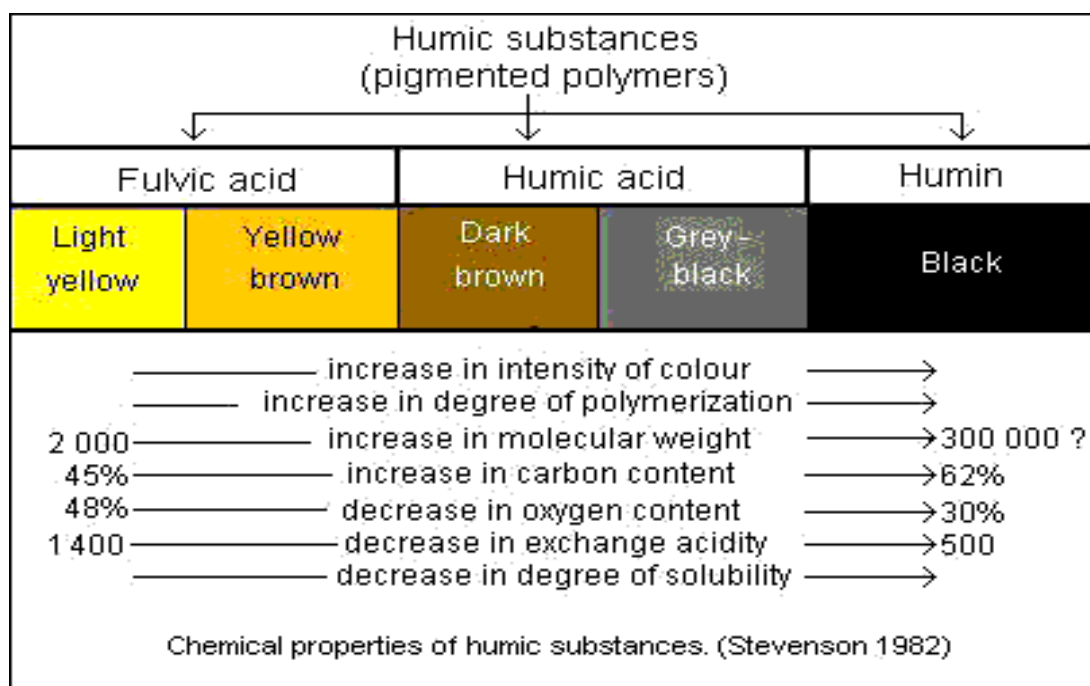 Humic substances
(pigmented polymers)
Fulvic acid Humic acid Humin
Light yellow
Yellow brown
Dark brown
Grey-black
Black
increase in intensity of colour
increase in degree of polymerization
2 000 increase in molecular weight 300 000 ?
45% increase in carbon content 62%
48% decrease in oxygen content 30%
1 400 decrease in exchange acidity 500
decrease in degree of solubility
Chemical properties of humic substances. (Stevenson 1982)